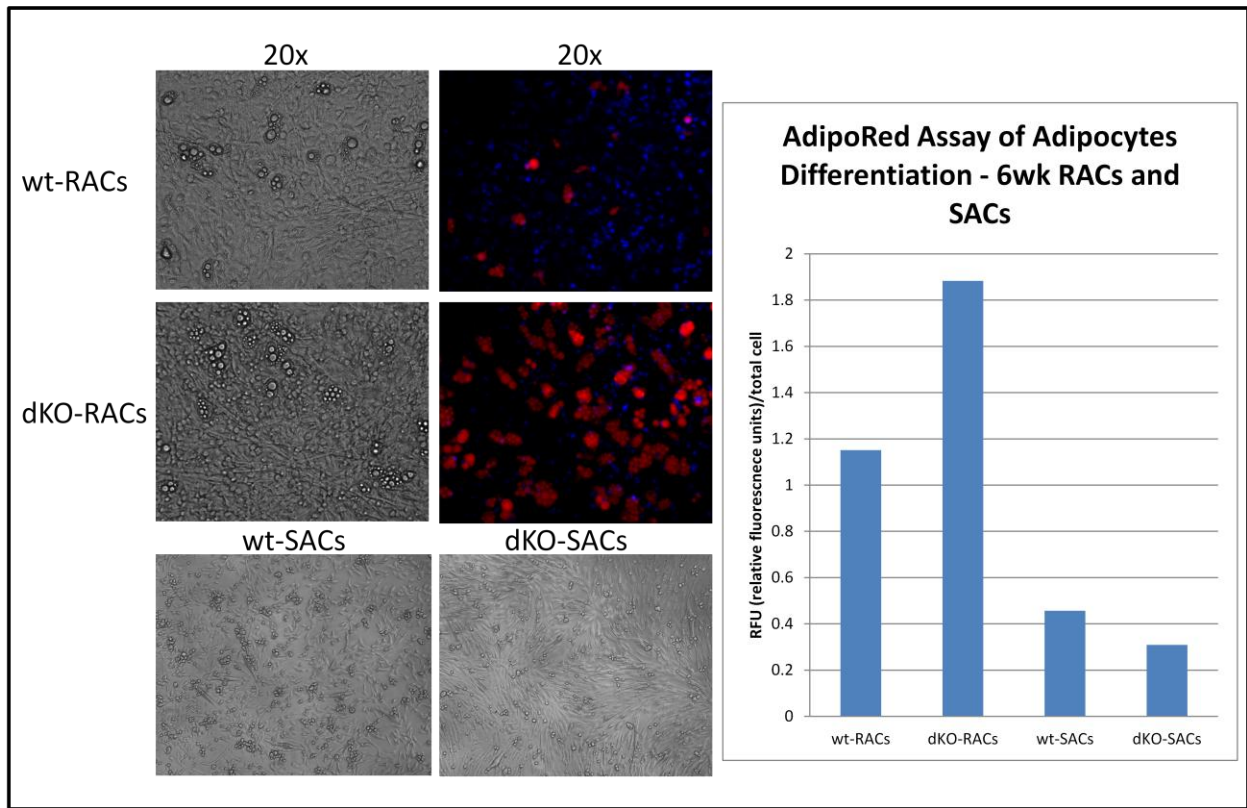 20x
20x
wt-RACs
dKO-RACs
wt-SACs
dKO-SACs
AdipoRed Assay of Adipocytes
Differentiation - 6wk RACs and
SACs
RFU (relative fluorescnece units)/total cell
2
1.8
1.6
1.4
1.2
1
0.8
0.6
0.4
0.2
0
wt-RACs
dKO-RACs
wt-SACs
dKO-SACs